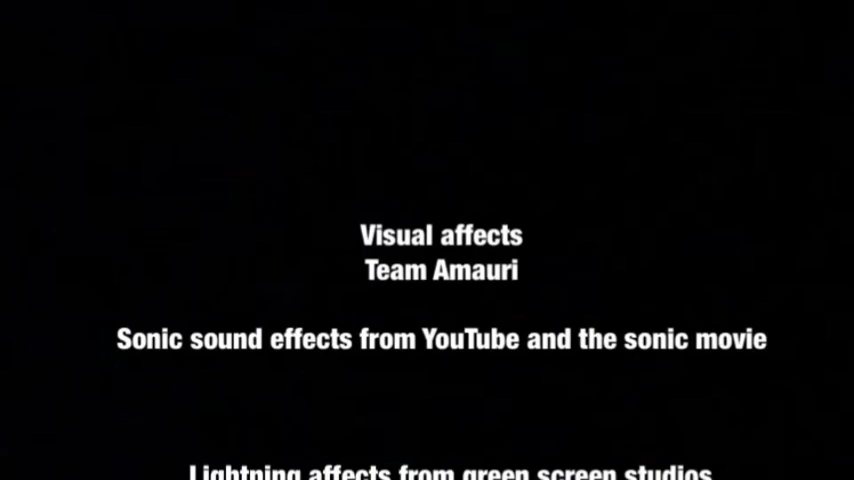 Visual affects
Team Amauri
Sonic sound effects from YouTube and the sonic movie
Lightning affects from green screen studios